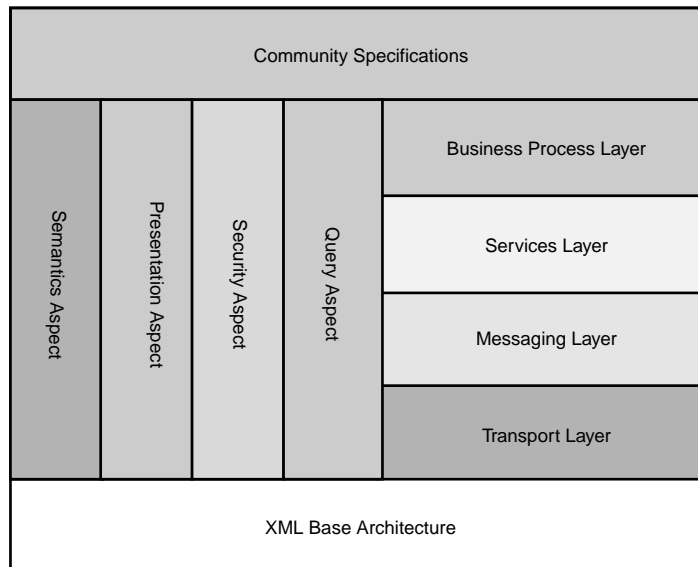 Community Specifications
Semantics Aspect
Presentation Aspect
Security Aspect
Query Aspect
Business Process Layer
Services Layer
Messaging Layer
Transport Layer
XML Base Architecture